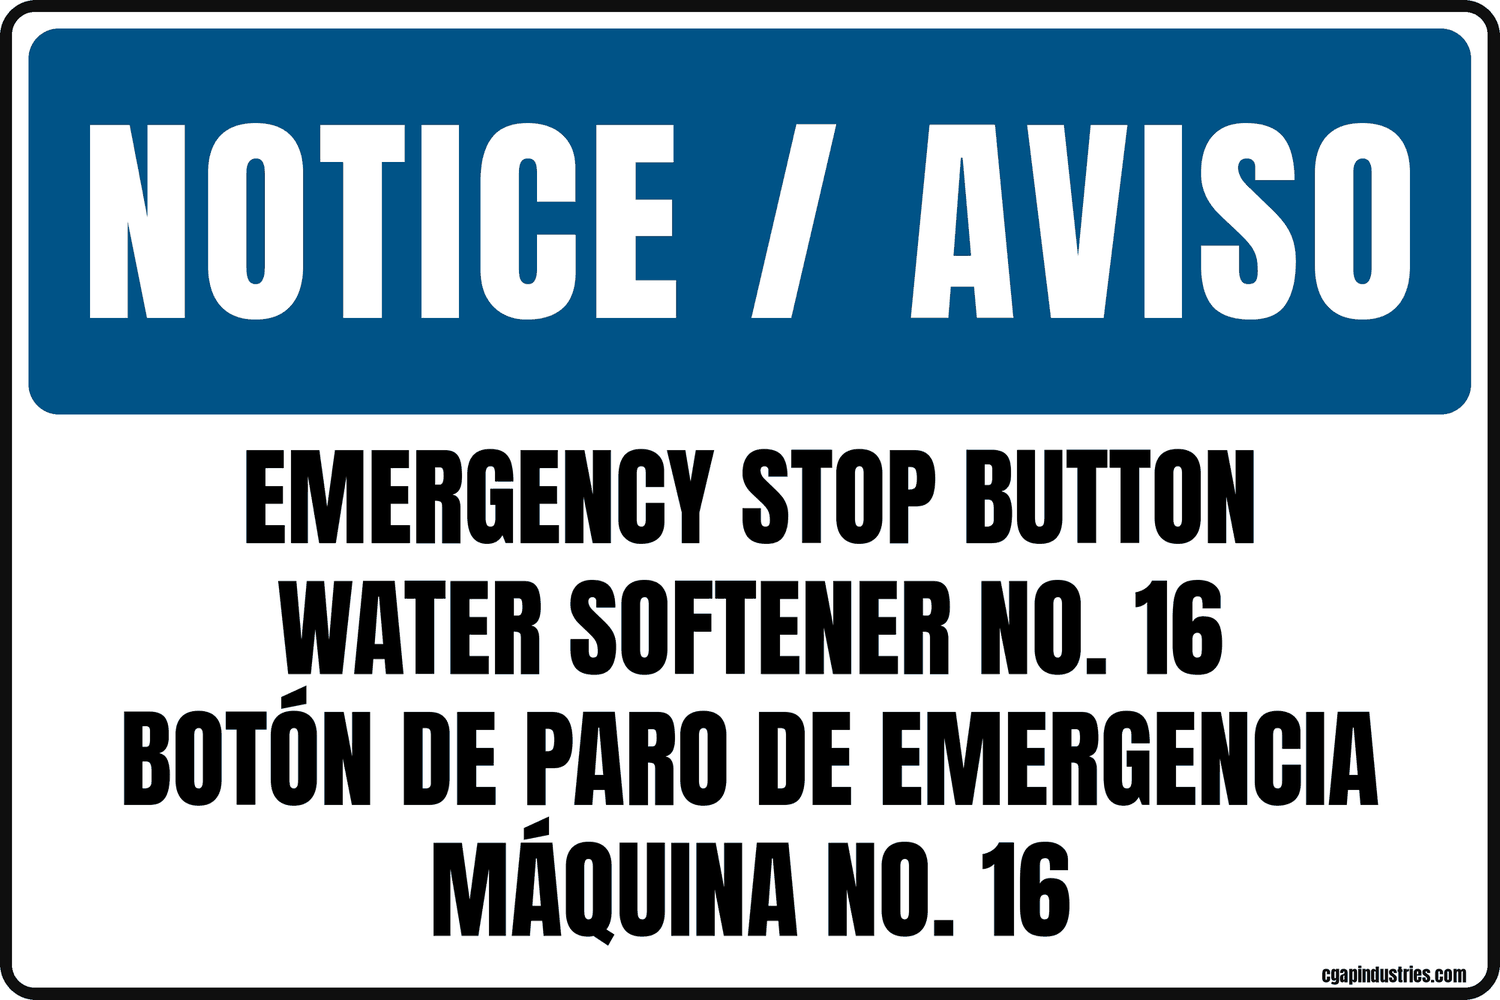 NOTICE / AVISO
EMERGENCY STOP BUTTON
WATER SOFTENER NO. 16
BOTÓN DE PARO DE EMERGENCIA
MÁQUINA NO. 16
cgapindustries.com